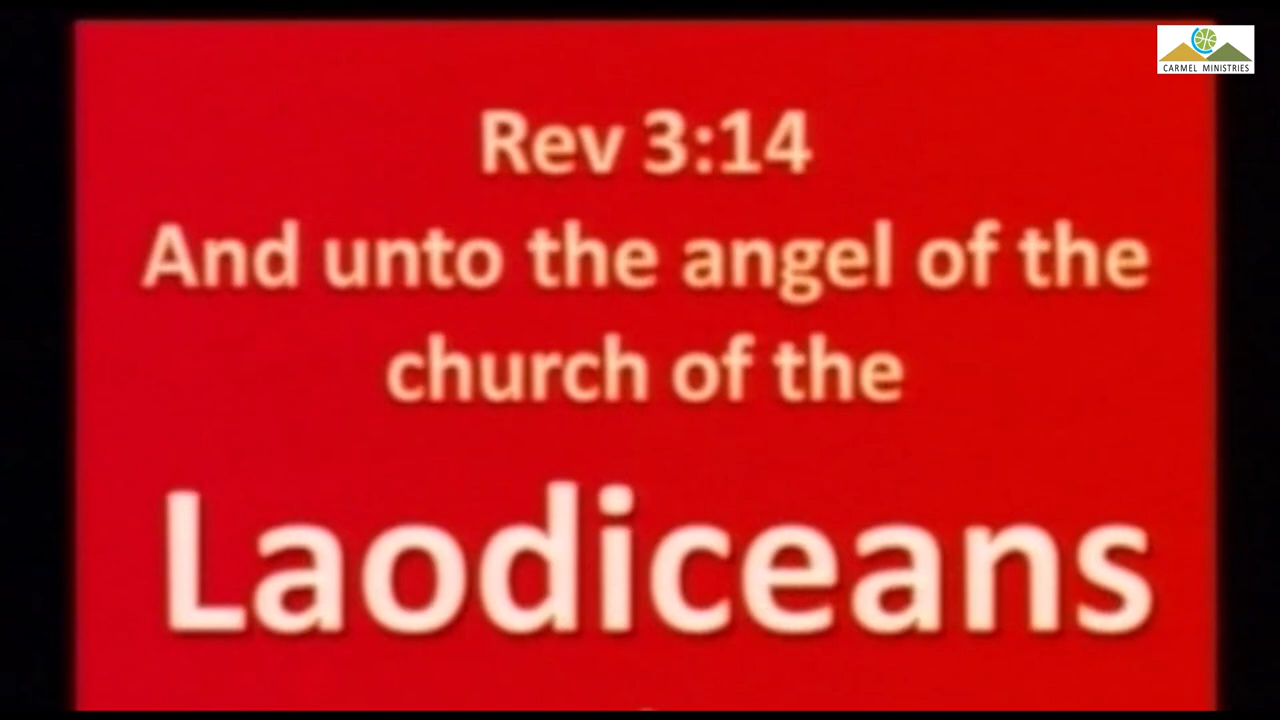 CARMEL MINISTRIES
Rev 3:14
And unto the angel of the
church of the
Laodiceans